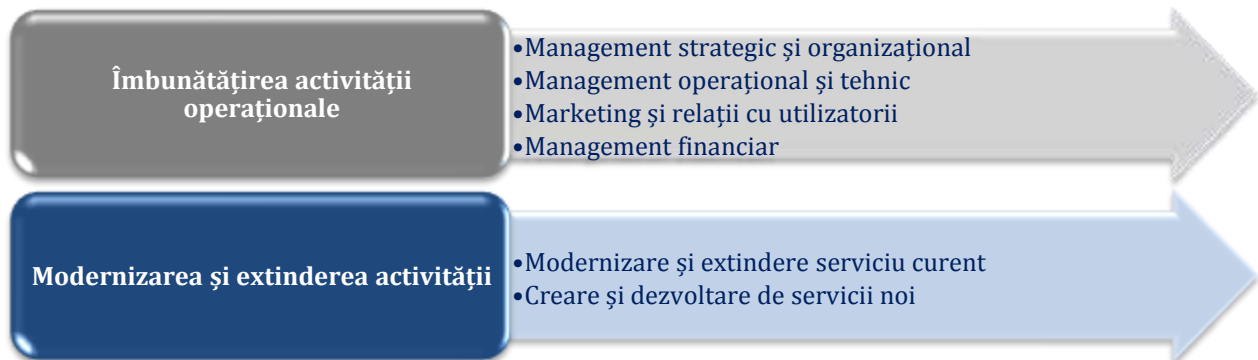 Îmbunătățirea activității
operaționale
•Management strategic și organizațional
•Management operațional și tehnic
•Marketing și relații cu utilizatorii
•Management financiar
Modernizarea și extinderea activității
•Modernizare și extindere serviciu curent
•Creare și dezvoltare de servicii noi